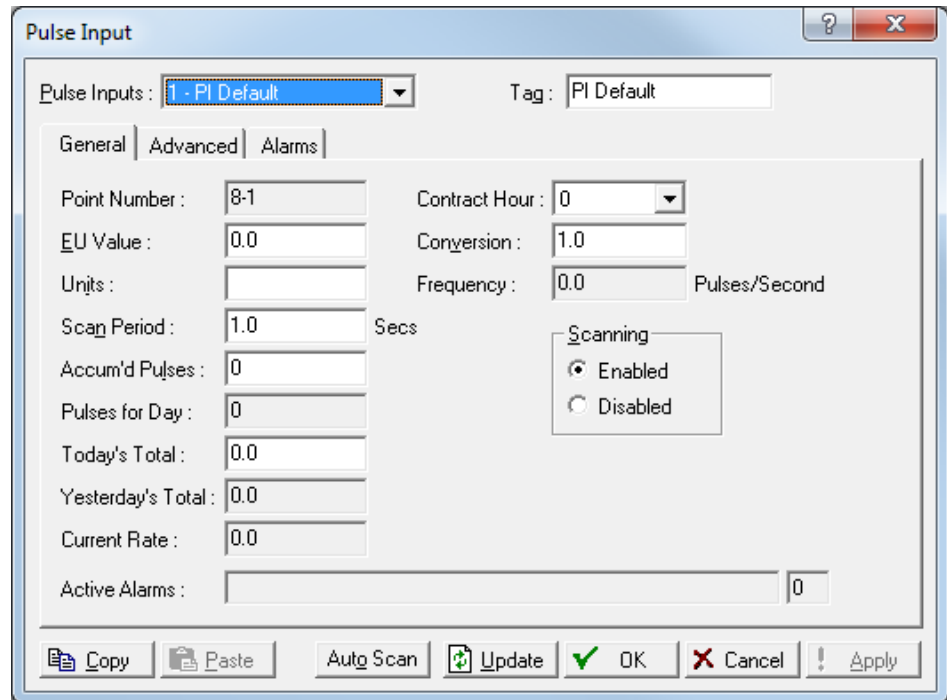 Pulse Input
Pulse Inputs : 1 - PI Default Tag : PI Default
General Advanced Alarms
Point Number : 8-1 Contract Hour : 0
EU Value : 0.0 Conversion : 1.0
Units : Frequency : 0.0 Pulses/Second
Scan Period : 1.0 Secs Scanning
Accum'd Pulses : 0 Enabled
Pulses for Day : 0 Disabled
Today's Total : 0.0
Yesterday's Total : 0.0
Current Rate : 0.0
Active Alarms : 0
Copy Paste Auto Scan Update OK Cancel Apply